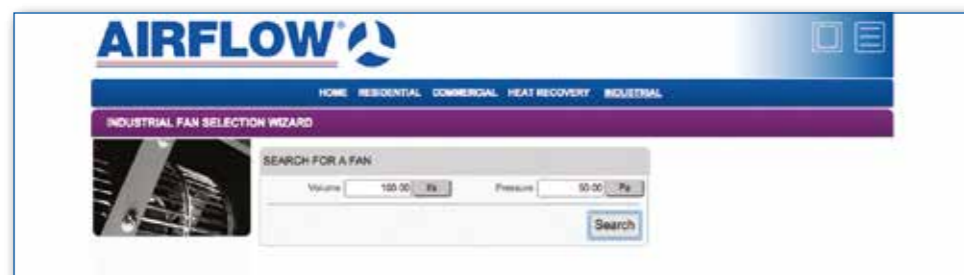 AIRFLOW
HOME RESIDENTIAL COMMERCIAL HEAT RECOVERY INDUSTRIAL
INDUSTRIAL FAN SELECTION WIZARD
SEARCH FOR A FAN
Volume 100.00 l/s Pressure 50.00 Pa
Search